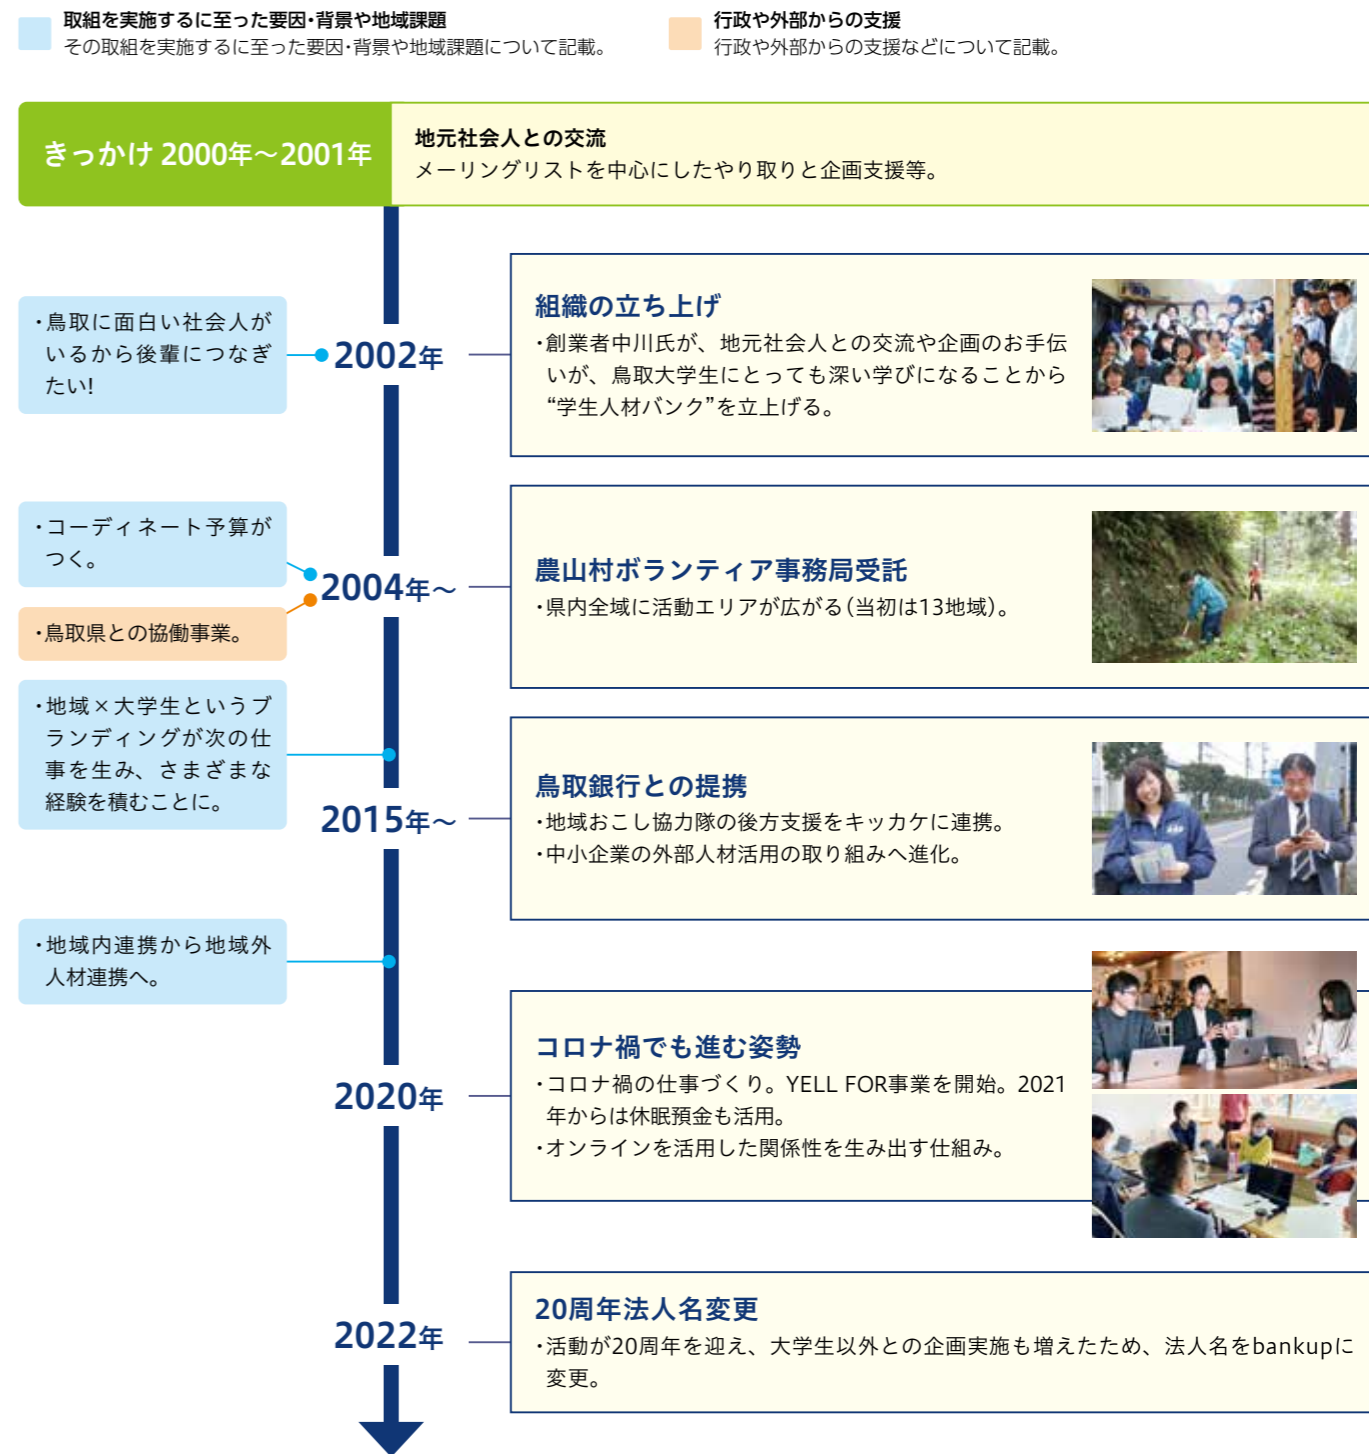 取組を実施するに至った要因・背景や地域課題
その取組を実施するに至った要因・背景や地域課題について記載。
行政や外部からの支援
行政や外部からの支援などについて記載。
きっかけ 2000年～2001年
地元社会人との交流
メーリングリストを中心にしたやり取りと企画支援等。
・鳥取に面白い社会人が
いるから後輩につなぎ
たい!
2002年
組織の立ち上げ
・創業者中川氏が、地元社会人との交流や企画のお手伝
いが、鳥取大学生にとっても深い学びになることから
“学生人材バンク”を立上げる。
・コーディネート予算が
つく。
・鳥取県との協働事業。
2004年～
農山村ボランティア事務局受託
・県内全域に活動エリアが広がる(当初は13地域)。
・地域×大学生というブ
ランディングが次の仕
事を生み、さまざまな
経験を積むことに。
2015年～
鳥取銀行との提携
・地域おこし協力隊の後方支援をキッカケに連携。
・中小企業の外部人材活用の取り組みへ進化。
・地域内連携から地域外
人材連携へ。
2020年
コロナ禍でも進む姿勢
・コロナ禍の仕事づくり。YELL FOR事業を開始。2021
年からは休眠預金も活用。
・オンラインを活用した関係性を生み出す仕組み。
2022年
20周年法人名変更
・活動が20周年を迎え、大学生以外との企画実施も増えたため、法人名をbankupに
変更。